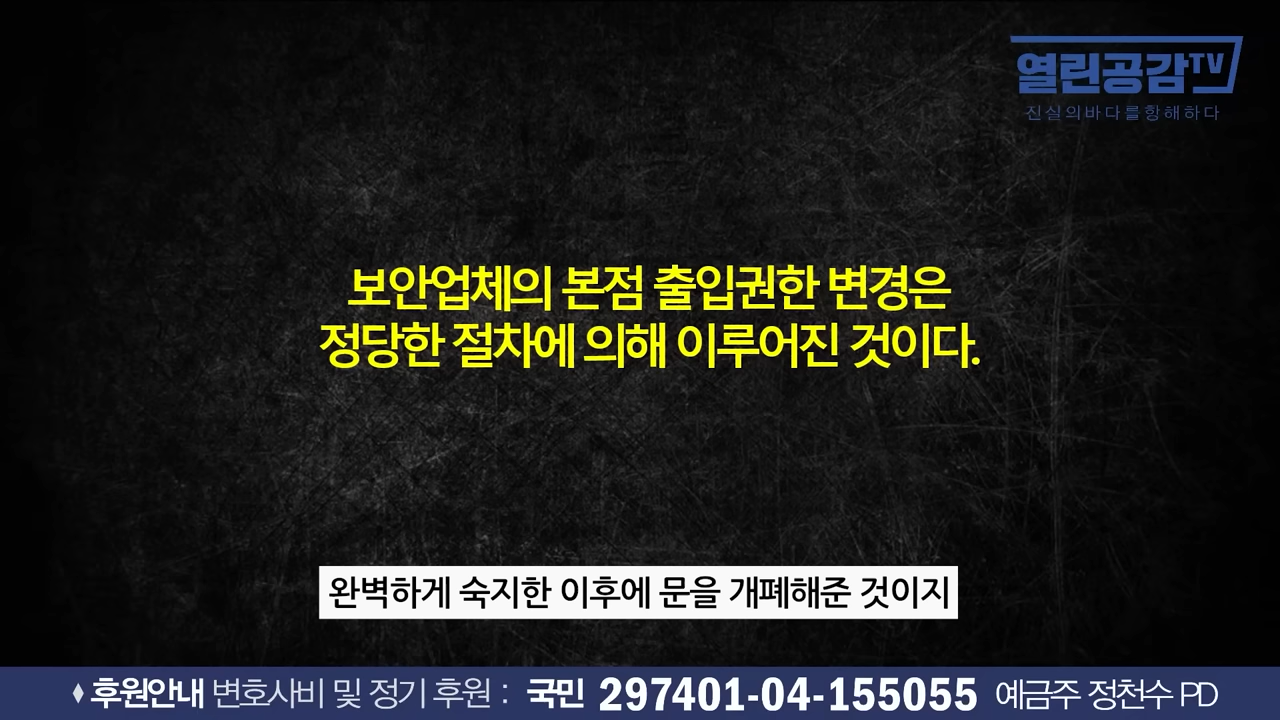 열린공감TV
진실의바다를항해하다
보안업체의 본점 출입권한 변경은
정당한 절차에 의해 이루어진 것이다.
완벽하게 숙지한 이후에 문을 개폐해준 것이지
♦ 후원안내 변호사비 및 정기 후원 : 국민 297401-04-155055 예금주 정천수 PD